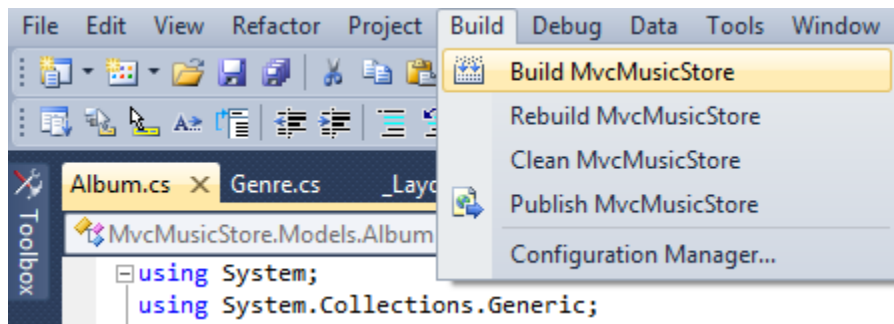 File Edit View Refactor Project Build Debug Data Tools Window
Build MvcMusicStore
Rebuild MvcMusicStore
Clean MvcMusicStore
Publish MvcMusicStore
Configuration Manager...
Toolbox
Album.cs Genre.cs
MvcMusicStore.Models.Album
using System;
using System.Collections.Generic;